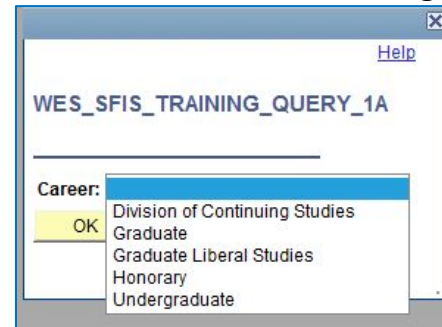 Help
WES_SFIS_TRAINING_QUERY_1A
Career:
OK
Division of Continuing Studies
Graduate
Graduate Liberal Studies
Honorary
Undergraduate